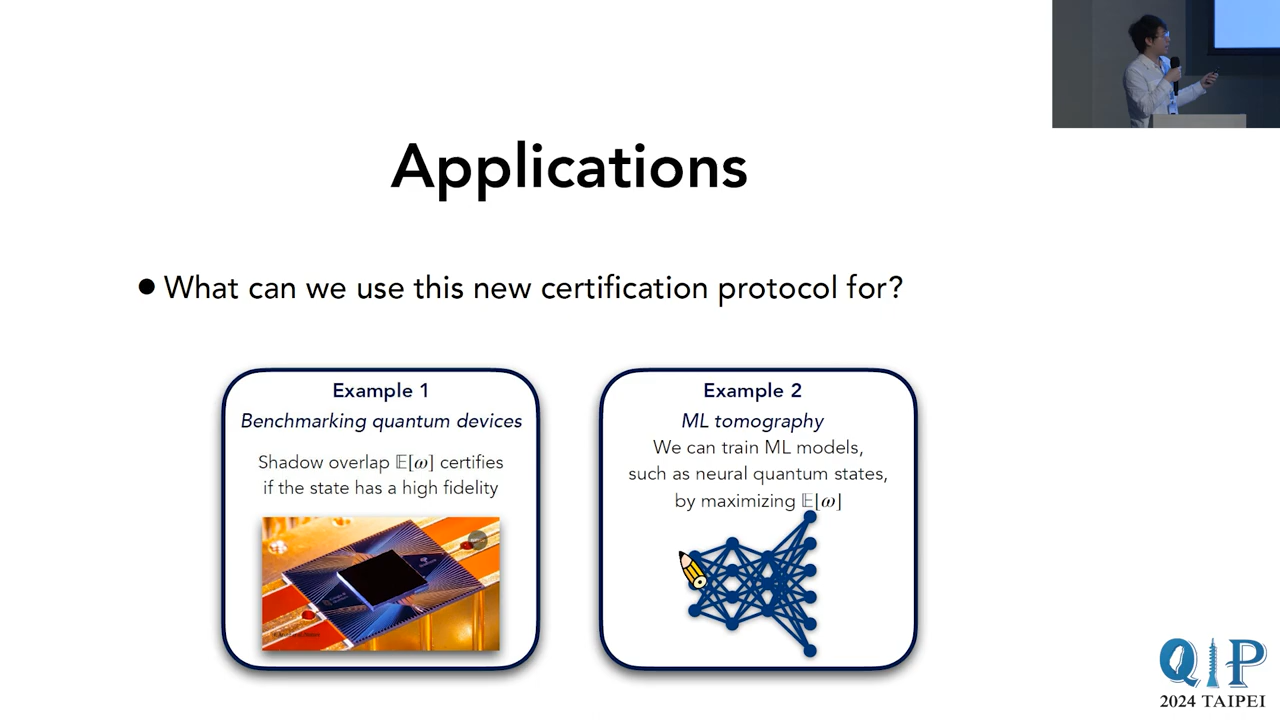 Applications
• What can we use this new certification protocol for?
Example 1
Benchmarking quantum devices
Shadow overlap 𝔼[ω] certifies
if the state has a high fidelity
Example 2
ML tomography
We can train ML models,
such as neural quantum states,
by maximizing 𝔼[ω]
QIP
2024 TAIPEI